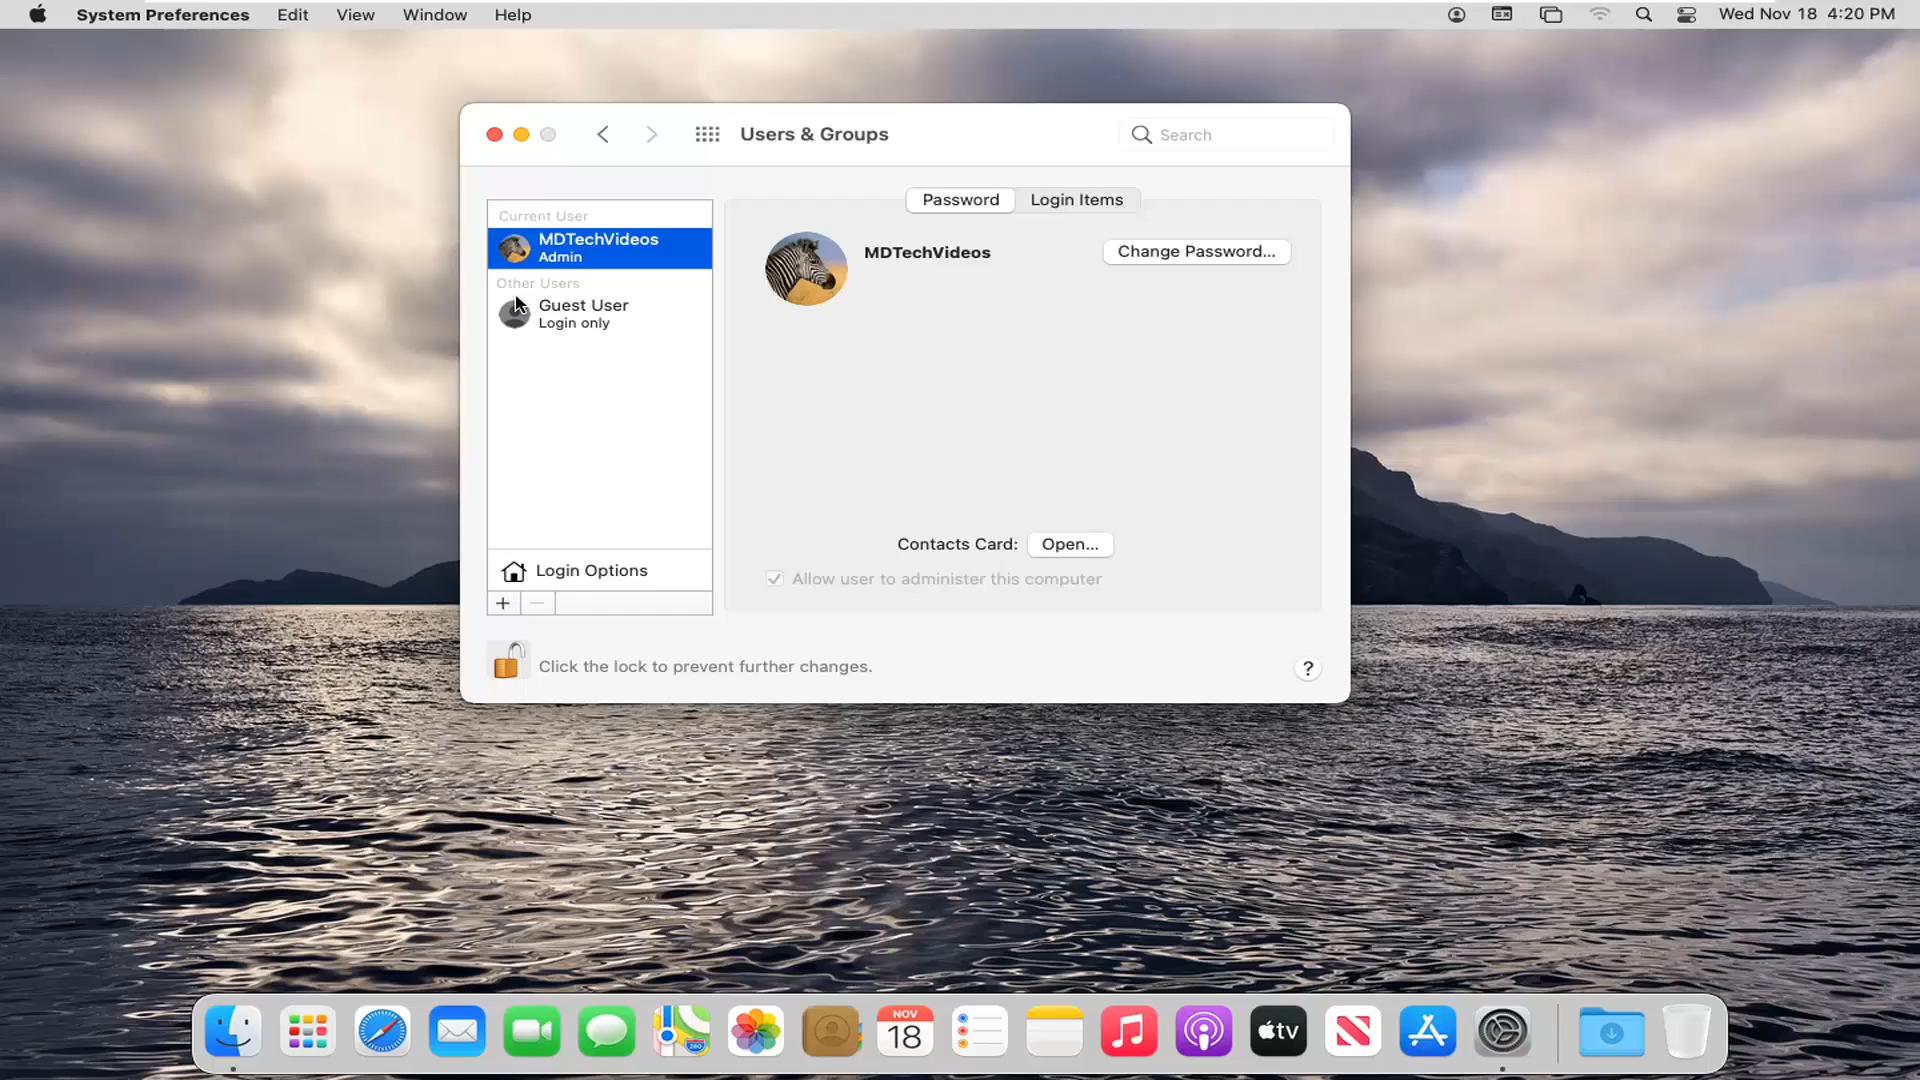 System Preferences Edit View Window Help
Wed Nov 18 4:20 PM
Users & Groups
Search
Password Login Items
Current User
MDTechVideos
Admin
Other Users
Guest User
Login only
MDTechVideos
Change Password...
Contacts Card: Open...
Allow user to administer this computer
Login Options
+ −
Click the lock to prevent further changes.
?
NOV
18
280
tv